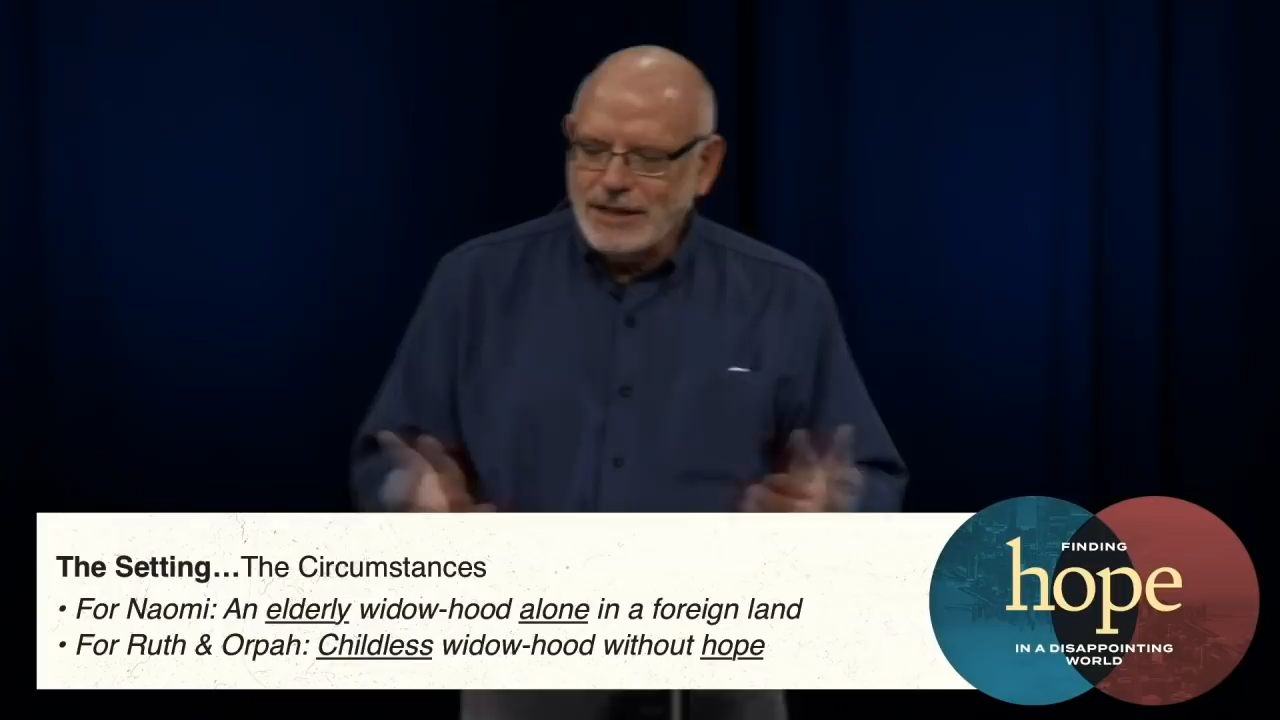 The Setting...The Circumstances
• For Naomi: An elderly widow-hood alone in a foreign land
• For Ruth & Orpah: Childless widow-hood without hope
FINDING
hope
IN A DISAPPOINTING
WORLD